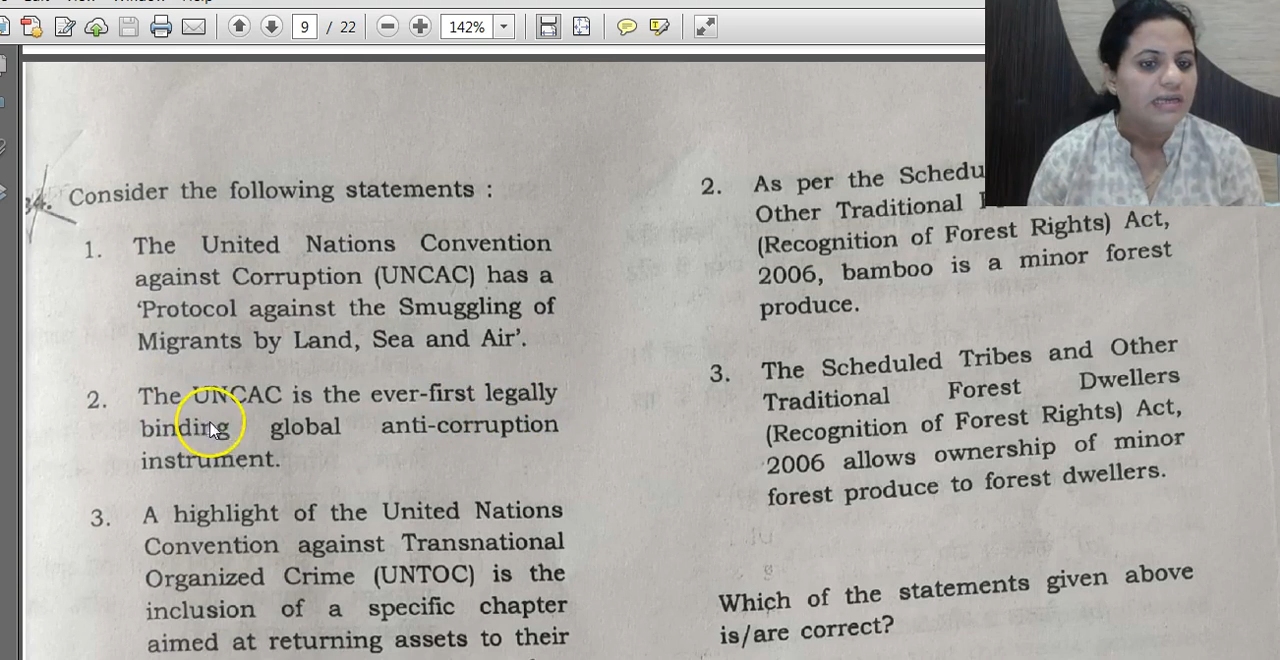 9 / 22
142%
34. Consider the following statements :
1. The United Nations Convention
against Corruption (UNCAC) has a
‘Protocol against the Smuggling of
Migrants by Land, Sea and Air’.
2. The UNCAC is the ever-first legally
binding global anti-corruption
instrument.
3. A highlight of the United Nations
Convention against Transnational
Organized Crime (UNTOC) is the
inclusion of a specific chapter
aimed at returning assets to their
2. As per the
Other Traditional
(Recognition of Forest Rights) Act,
2006, bamboo is a minor forest
produce.
3. The Scheduled Tribes and Other
Traditional Forest Dwellers
(Recognition of Forest Rights) Act,
2006 allows ownership of minor
forest produce to forest dwellers.
Which of the statements given above
is/are correct?